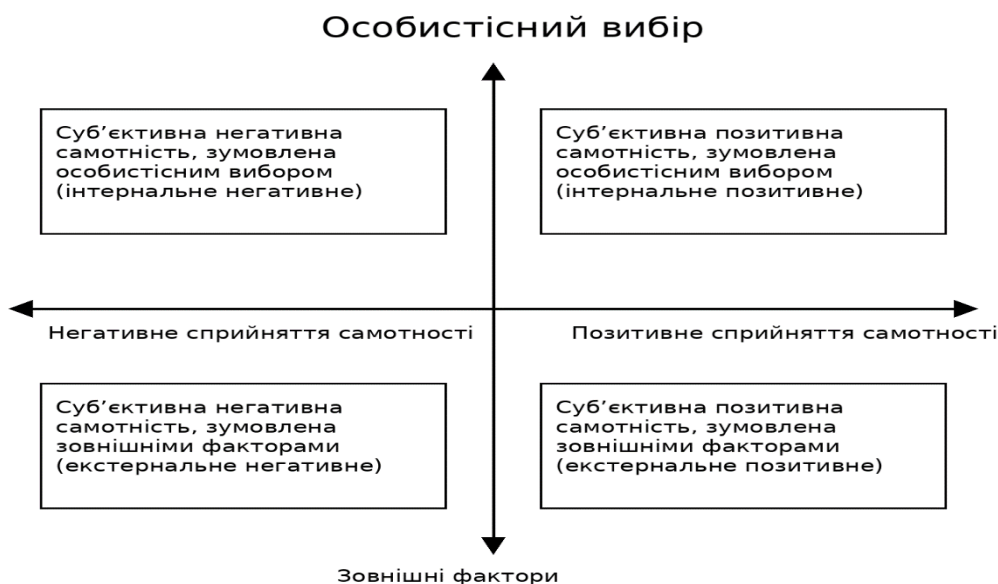 Особистісний вибір
Суб’єктивна негативна
самотність, зумовлена
особистісним вибором
(інтернальне негативне)
Суб’єктивна позитивна
самотність, зумовлена
особистісним вибором
(інтернальне позитивне)
Негативне сприйняття самотності
Позитивне сприйняття самотності
Суб’єктивна негативна
самотність, зумовлена
зовнішніми факторами
(екстернальне негативне)
Суб’єктивна позитивна
самотність, зумовлена
зовнішніми факторами
(екстернальне позитивне)
Зовнішні фактори